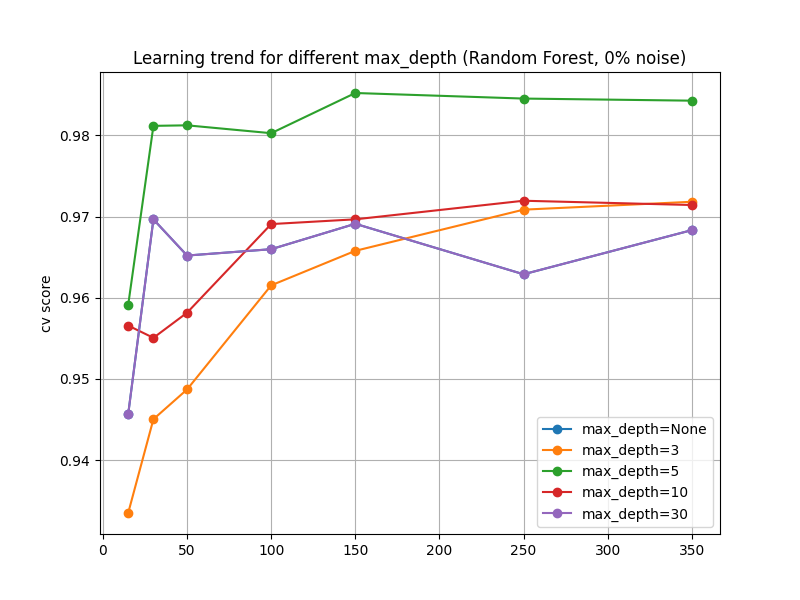 Learning trend for different max_depth (Random Forest, 0% noise)
cv score
0.98
0.97
0.96
0.95
0.94
0
50
100
150
200
250
300
350
max_depth=None
max_depth=3
max_depth=5
max_depth=10
max_depth=30